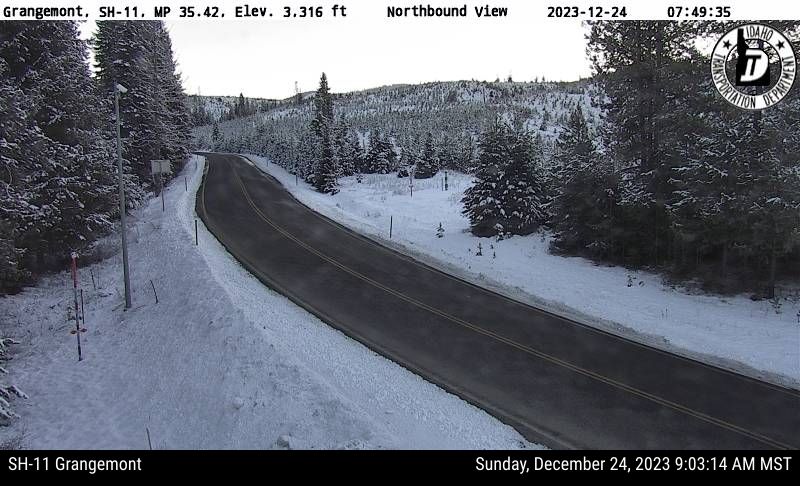 Grangemont, SH-11, MP 35.42, Elev. 3,316 ft Northbound View 2023-12-24 07:49:35
IDAHO
TRANSPORTATION DEPARTMENT
SH-11 Grangemont Sunday, December 24, 2023 9:03:14 AM MST